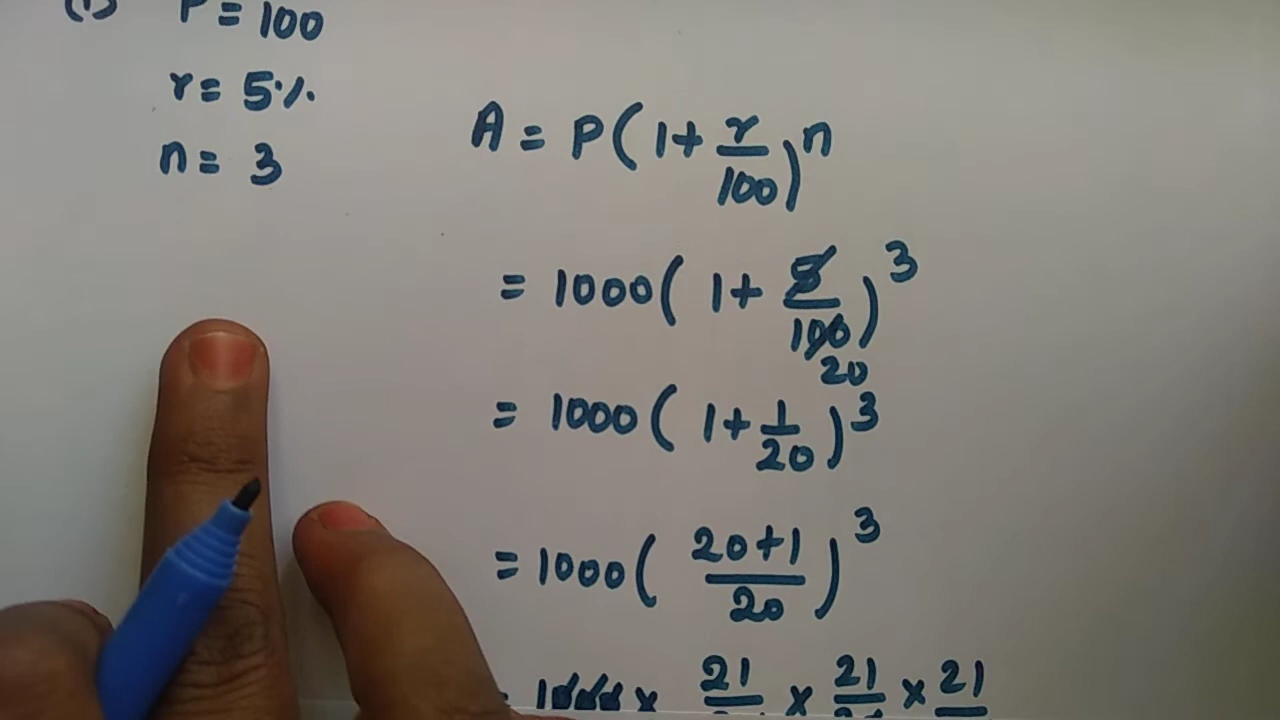 (i) P = 100
r = 5%
n = 3
A = P(1 + r/100)^n
= 1000(1 + 5/100)^3
20
= 1000(1 + 1/20)^3
= 1000(20+1/20)^3
= 1000 × 21/ × 21/ × 21/